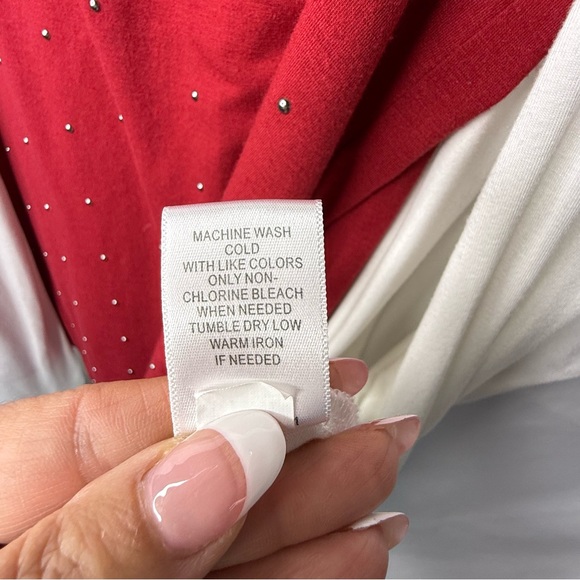 MACHINE WASH
COLD
WITH LIKE COLORS
ONLY NON-
CHLORINE BLEACH
WHEN NEEDED
TUMBLE DRY LOW
WARM IRON
IF NEEDED